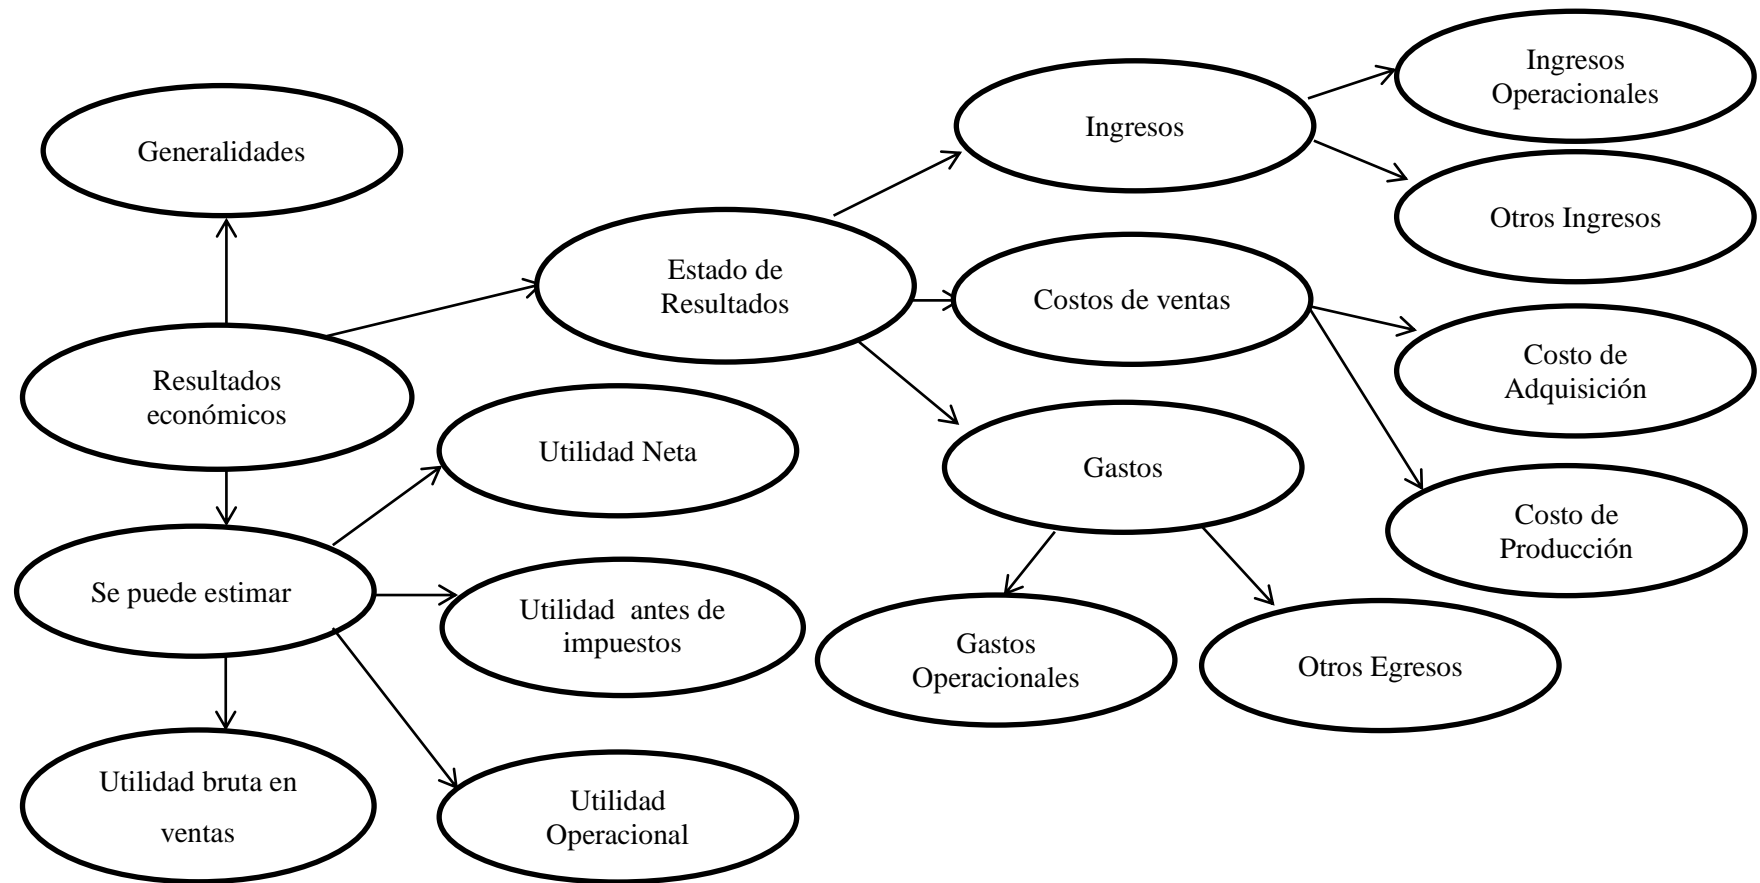 Ingresos
Operacionales
Ingresos
Generalidades
Otros Ingresos
Estado de
Resultados
Costos de ventas
Costo de
Adquisición
Resultados
económicos
Utilidad Neta
Gastos
Costo de
Producción
Se puede estimar
Utilidad  antes de
impuestos
Gastos
Operacionales
Otros Egresos
Utilidad bruta en
ventas
Utilidad
Operacional